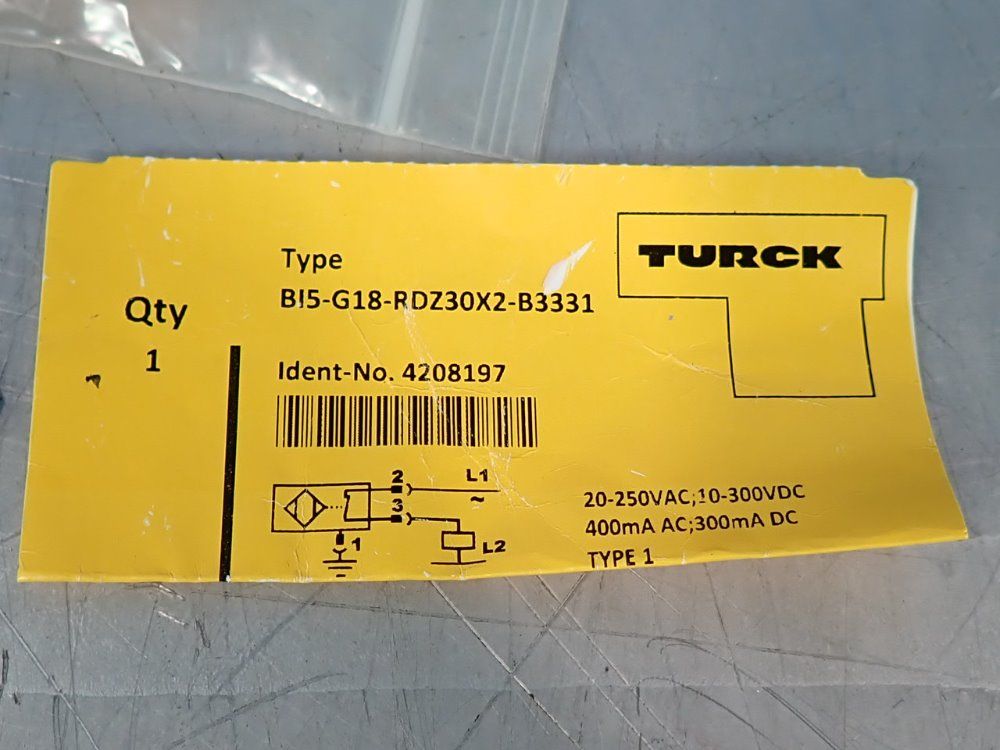 Qty
1
Type
BI5-G18-RDZ30X2-B3331
Ident-No. 4208197
TURCK
2
L1
~
3
1
L2
20-250VAC;10-300VDC
400mA AC;300mA DC
TYPE 1